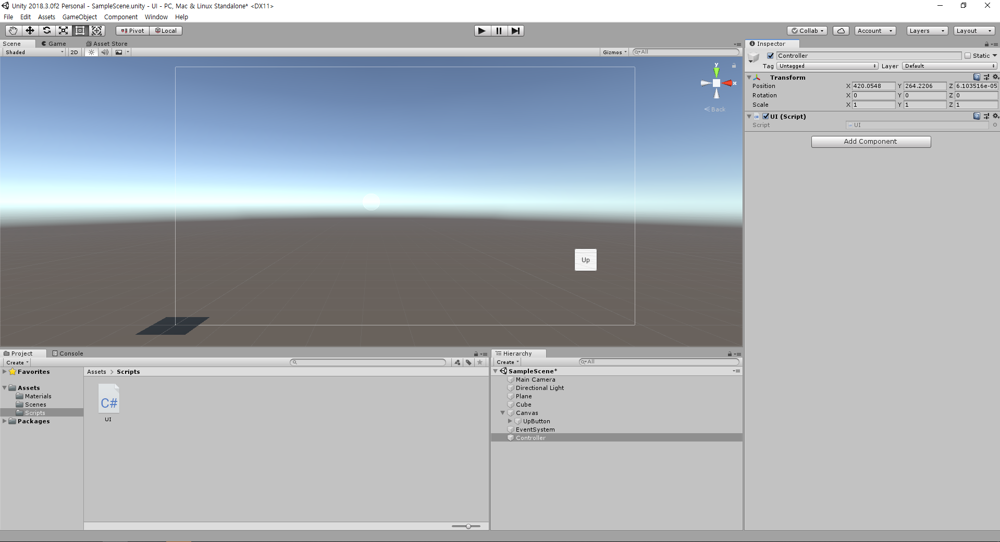 Unity 2018.3.0f2 Personal - SampleScene.unity - UI - PC, Mac & Linux Standalone* <DX11>
File Edit Assets GameObject Component Window Help
Pivot Local Collab Account Layers Layout
Scene Game Asset Store
Shaded 2D Gizmos All
y
x
Back
Up
Inspector
Controller Static
Tag Untagged Layer Default
Transform
Position X 420.0548 Y 264.2206 Z 6.103516e-05
Rotation X 0 Y 0 Z 0
Scale X 1 Y 1 Z 1
UI (Script)
Script UI
Add Component
Project Console
Create
Favorites
Assets
Materials
Scenes
Scripts
Packages
Assets > Scripts
C#
UI
Hierarchy
Create All
SampleScene*
Main Camera
Directional Light
Plane
Cube
Canvas
UpButton
EventSystem
Controller